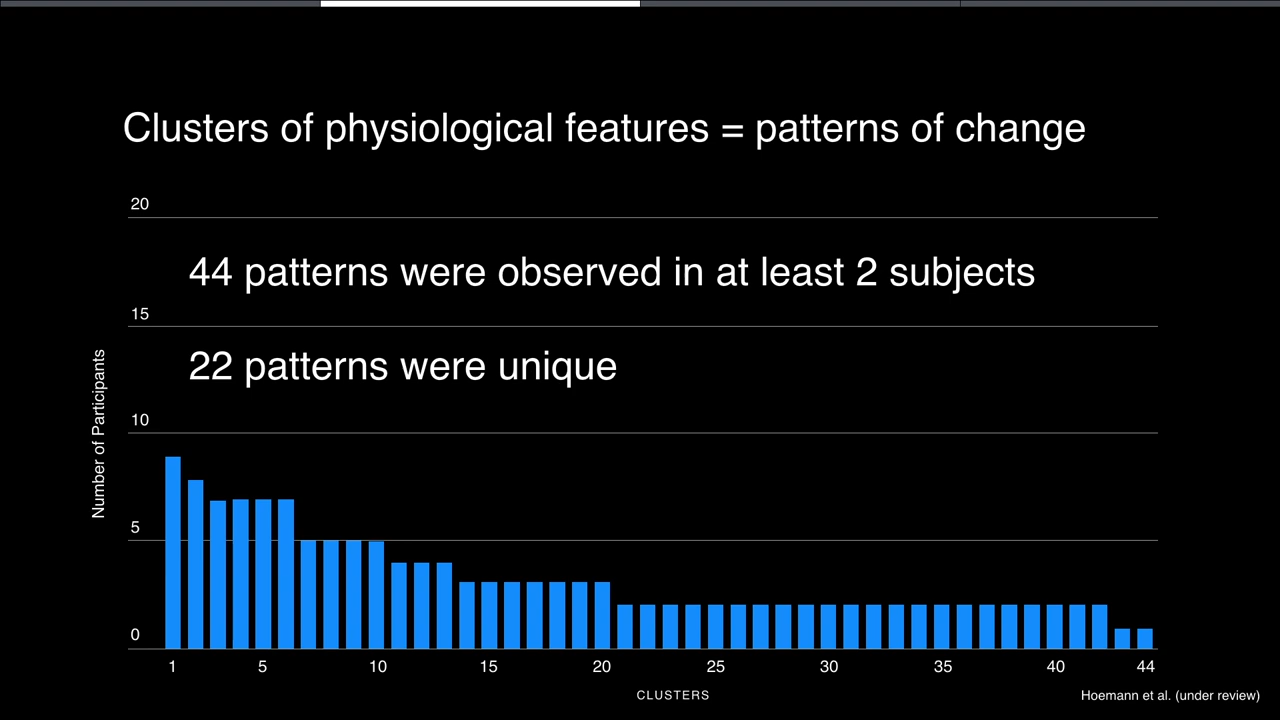 Clusters of physiological features = patterns of change
20
44 patterns were observed in at least 2 subjects
15
22 patterns were unique
10
5
0
Number of Participants
1 5 10 15 20 25 30 35 40 44
CLUSTERS
Hoemann et al. (under review)